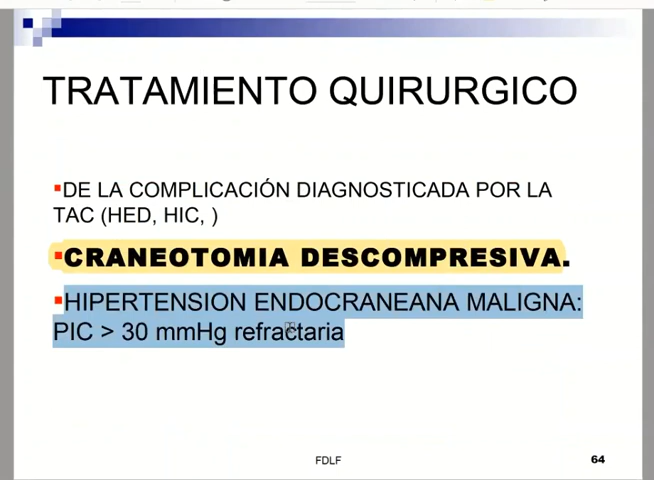 TRATAMIENTO QUIRURGICO
DE LA COMPLICACIÓN DIAGNOSTICADA POR LA
TAC (HED, HIC, )
CRANEOTOMIA DESCOMPRESIVA.
HIPERTENSION ENDOCRANEANA MALIGNA:
PIC > 30 mmHg refractaria
FDLF
64